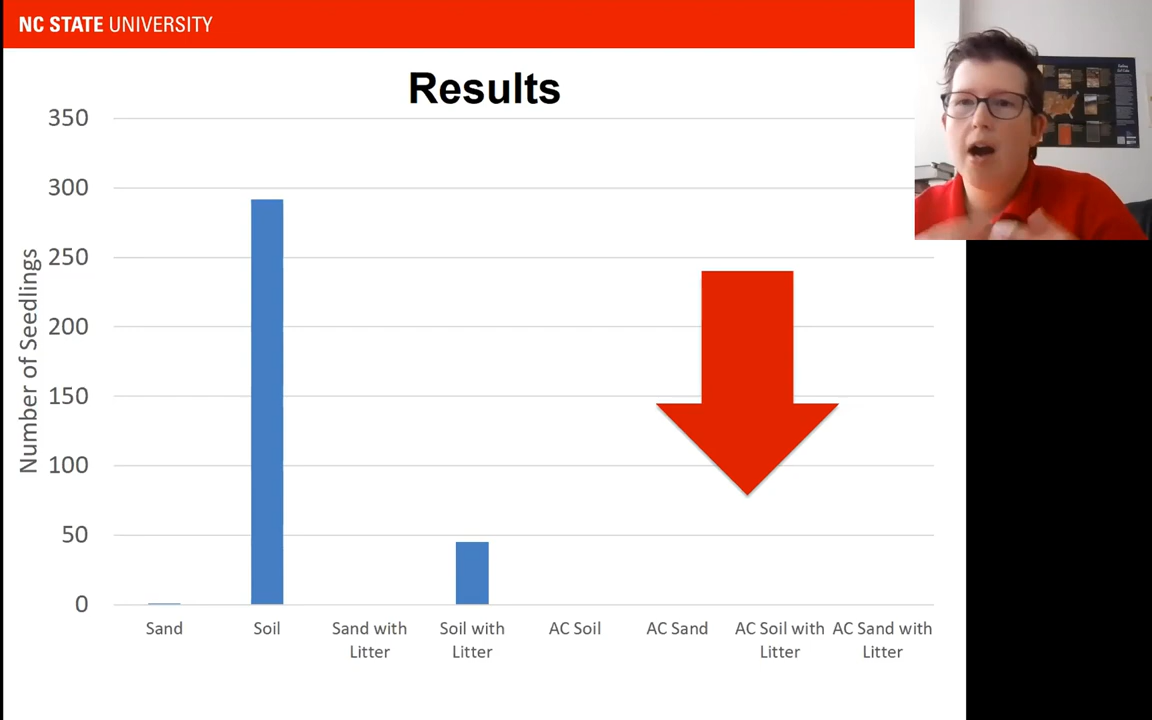 NC STATE UNIVERSITY
Results
350
300
250
200
150
100
50
0
Number of Seedlings
Sand
Soil
Sand with
Litter
Soil with
Litter
AC Soil
AC Sand
AC Soil with
Litter
AC Sand with
Litter